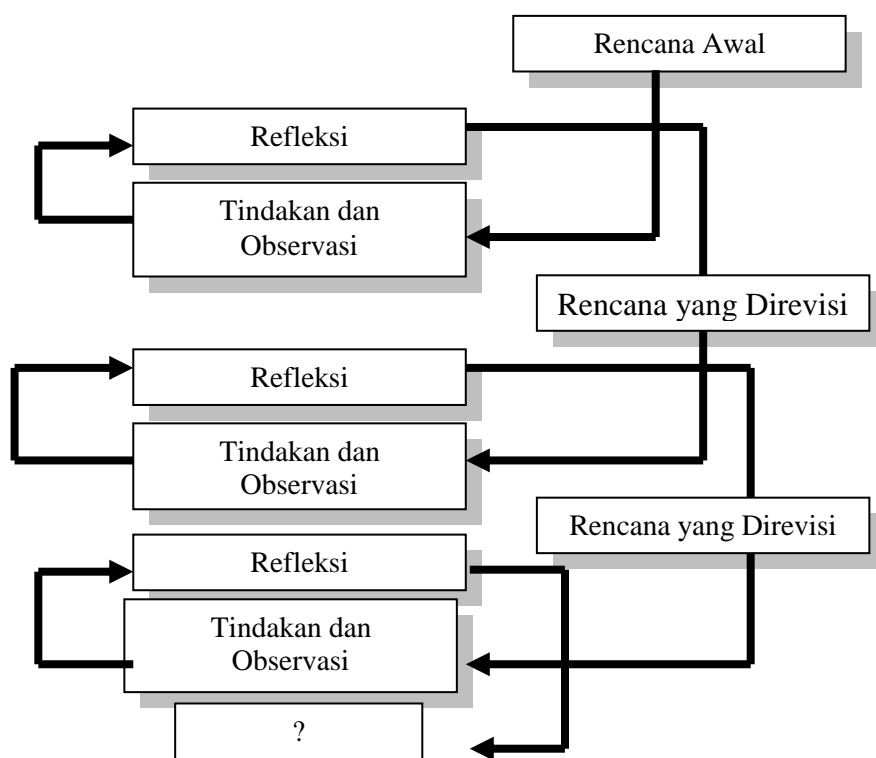 Rencana Awal
Refleksi
Tindakan dan
Observasi
Rencana yang Direvisi
Refleksi
Tindakan dan
Observasi
Rencana yang Direvisi
Refleksi
Tindakan dan
Observasi
?